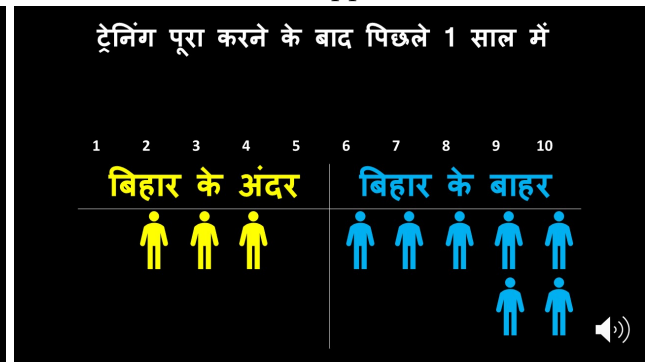 ट्रेनिंग पूरा करने के बाद पिछले 1 साल में
1 2 3 4 5 6 7 8 9 10
बिहार के अंदर बिहार के बाहर